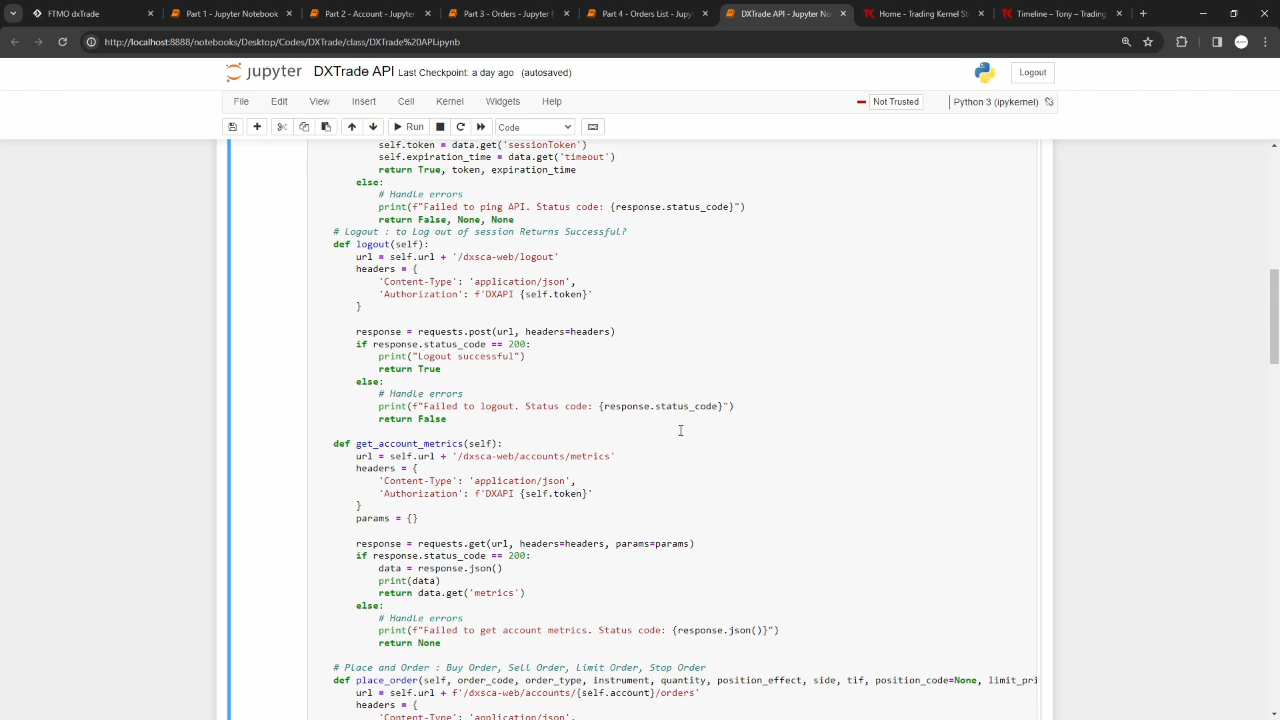 FTMO dxTrade
Part 1 - Jupyter Notebook
Part 2 - Account - Jupyter
Part 3 - Orders - Jupyter
Part 4 - Orders List - Jupy
DXTrade API - Jupyter No
Home - Trading Kernel S
Timeline – Tony – Trading
http://localhost:8888/notebooks/Desktop/Codes/DXTrade/class/DXTrade%20API.ipynb
jupyter DXTrade API Last Checkpoint: a day ago (autosaved)
Logout
File Edit View Insert Cell Kernel Widgets Help
Not Trusted
Python 3 (ipykernel)
Run
Code
self.token = data.get('sessionToken')
self.expiration_time = data.get('timeout')
return True, token, expiration_time
else:
# Handle errors
print(f"Failed to ping API. Status code: {response.status_code}")
return False, None, None
# Logout : to Log out of session Returns Successful?
def logout(self):
url = self.url + '/dxsca-web/logout'
headers = {
'Content-Type': 'application/json',
'Authorization': f'DXAPI {self.token}'
}
response = requests.post(url, headers=headers)
if response.status_code == 200:
print("Logout successful")
return True
else:
# Handle errors
print(f"Failed to logout. Status code: {response.status_code}")
return False
def get_account_metrics(self):
url = self.url + '/dxsca-web/accounts/metrics'
headers = {
'Content-Type': 'application/json',
'Authorization': f'DXAPI {self.token}'
}
params = {}
response = requests.get(url, headers=headers, params=params)
if response.status_code == 200:
data = response.json()
print(data)
return data.get('metrics')
else:
# Handle errors
print(f"Failed to get account metrics. Status code: {response.json()}")
return None
# Place and Order : Buy Order, Sell Order, Limit Order, Stop Order
def place_order(self, order_code, order_type, instrument, quantity, position_effect, side, tif, position_code=None, limit_pri
url = self.url + f'/dxsca-web/accounts/{self.account}/orders'
headers = {
'Content-Type': 'application/json',